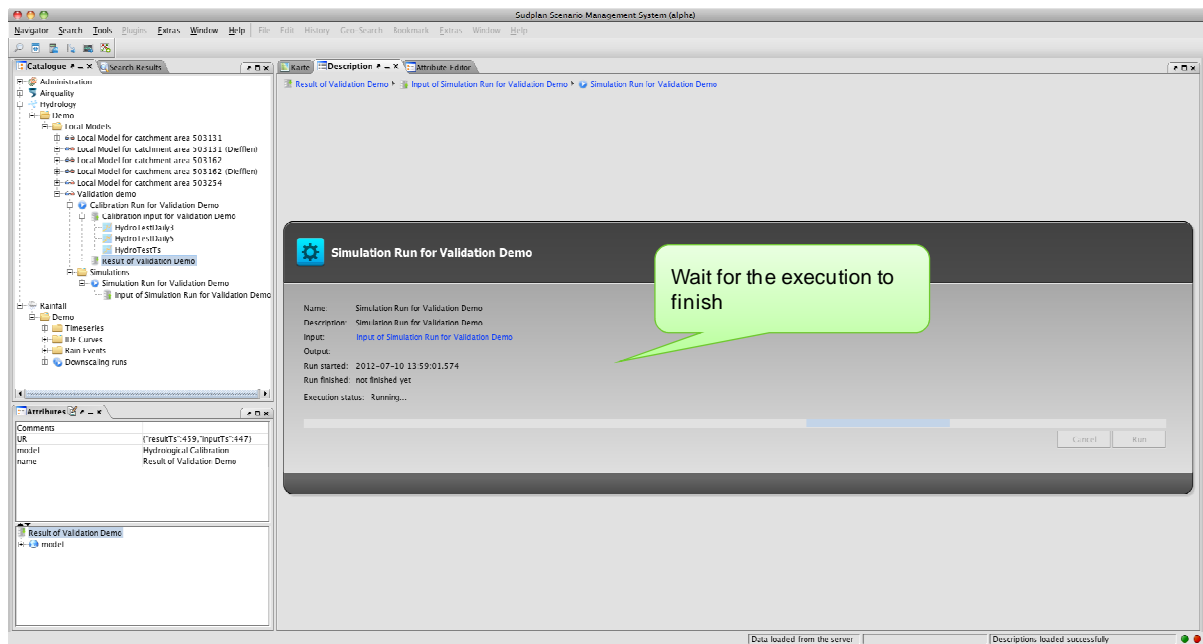 Sudplan Scenario Management System (alpha)
Navigator Search Tools Plugins Extras Window Help File Edit History Geo Search Bookmark Extras Window Help
Catalogue Search Results
Karte Description Attribute Editor
Result of Validation Demo Input of Simulation Run for Validation Demo Simulation Run for Validation Demo
Administration
Airquality
Hydrology
Demo
Local Models
Local Model for catchment area 503131
Local Model for catchment area 503131 (Dieflen)
Local Model for catchment area 503162
Local Model for catchment area 503162 (Dieflen)
Local Model for catchment area 503254
Validation demo
Calibration Run for Validation Demo
Calibration Input for Validation Demo
HydroTestDaily3
HydroTestDaily5
HydroTestTs
Result of Validation Demo
Simulations
Simulation Run for Validation Demo
Input of Simulation Run for Validation Demo
Rainfall
Demo
Timeseries
IDF Curves
Rain Events
Downscaling runs
Simulation Run for Validation Demo
Wait for the execution to
finish
Name: Simulation Run for Validation Demo
Description: Simulation Run for Validation Demo
Input: Input of Simulation Run for Validation Demo
Output:
Run started: 2012-07-10 13:59:01.574
Run finished: not finished yet
Execution status: Running...
Cancel Run
Attributes
Comments
UR {"resultTs":459,"inputTs":447}
model Hydrological Calibration
name Result of Validation Demo
Result of Validation Demo
model
Data loaded from the server Descriptions loaded successfully